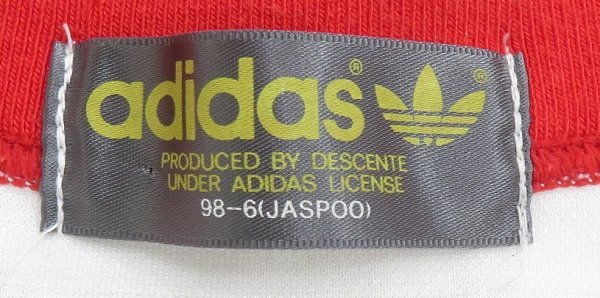 adidas® ®
PRODUCED BY DESCENTE
UNDER ADIDAS LICENSE
98-6(JASPOO)